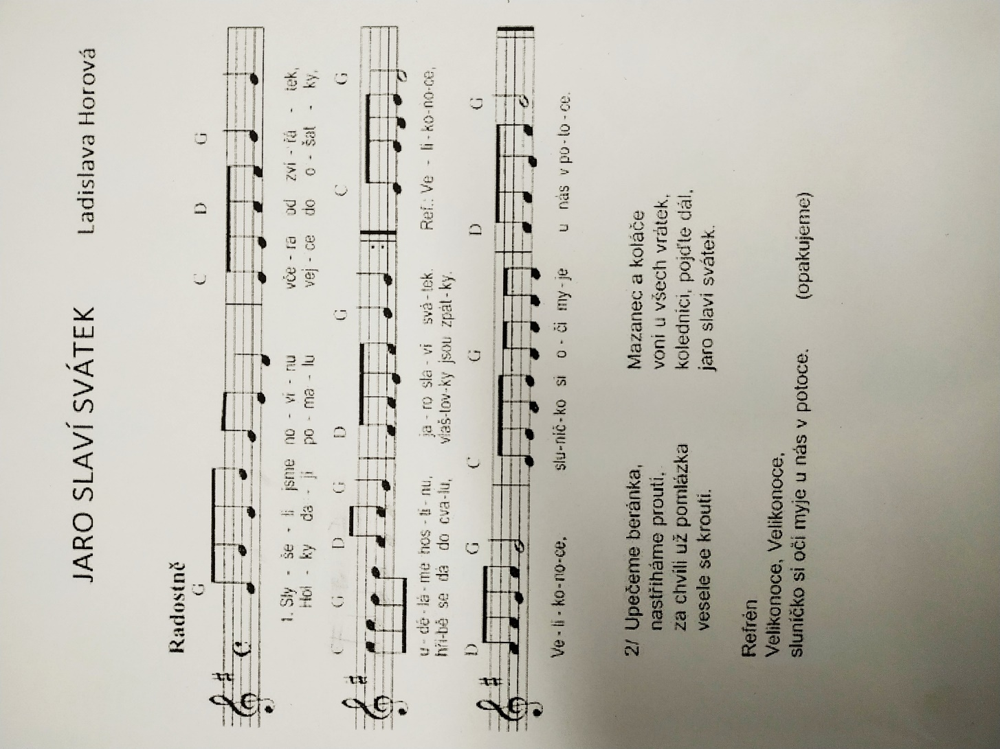 JARO SLAVÍ SVÁTEK Ladislava Horová
Radostně
G C D G
1. Sly - še - li jsme no - vi - nu vče - ra od zví - řá - tek,
Hol - ky da - jí po - ma - lu vej - ce do o - šat - ky,
C G D G D G C G
u - dě - lá - me hos - ti - nu, ja - ro sla - ví svá - tek. Ref.: Ve - li - ko - no - ce,
hří - bě se dá do cva - lu, vlaš - tov - ky jsou zpát - ky.
D G C G D G
Ve - li - ko - no - ce, slu - níč - ko si o - či my - je u nás v po - to - ce.
2/ Upečeme beránka,
nastříháme proutí,
za chvíli už pomlázka
vesele se kroutí.
Mazanec a koláče
voní u všech vrátek,
koledníci, pojďte dál,
jaro slaví svátek.
Refrén
Velikonoce, Velikonoce,
sluníčko si oči myje u nás v potoce. (opakujeme)